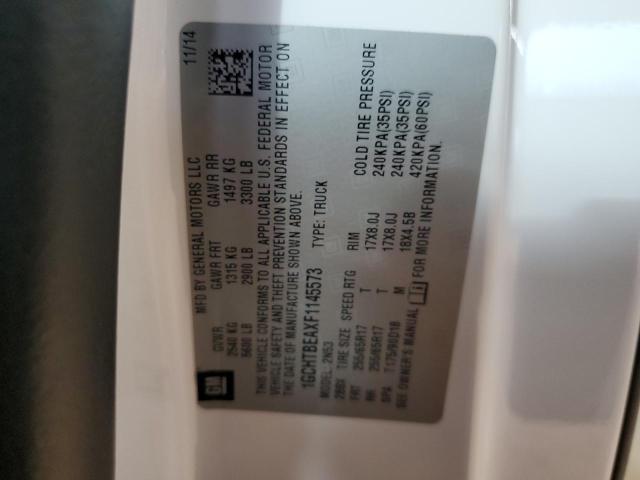 GM
MFD BY GENERAL MOTORS LLC 11/14
GVWR GAWR FRT GAWR RR
2540 KG 1315 KG 1497 KG
5600 LB 2900 LB 3300 LB
THIS VEHICLE CONFORMS TO ALL APPLICABLE U.S. FEDERAL MOTOR
VEHICLE SAFETY AND THEFT PREVENTION STANDARDS IN EFFECT ON
THE DATE OF MANUFACTURE SHOWN ABOVE.
1GCHTBEAXF1145573 TYPE: TRUCK
MODEL: 2N53
TIRE SIZE SPEED RTG RIM COLD TIRE PRESSURE
FRT 255/65R17 T 17X8.0J 240KPA(35PSI)
RR 255/65R17 T 17X8.0J 240KPA(35PSI)
SPA T175/90D18 M 18X4.5B 420KPA(60PSI)
SEE OWNER'S MANUAL FOR MORE INFORMATION.